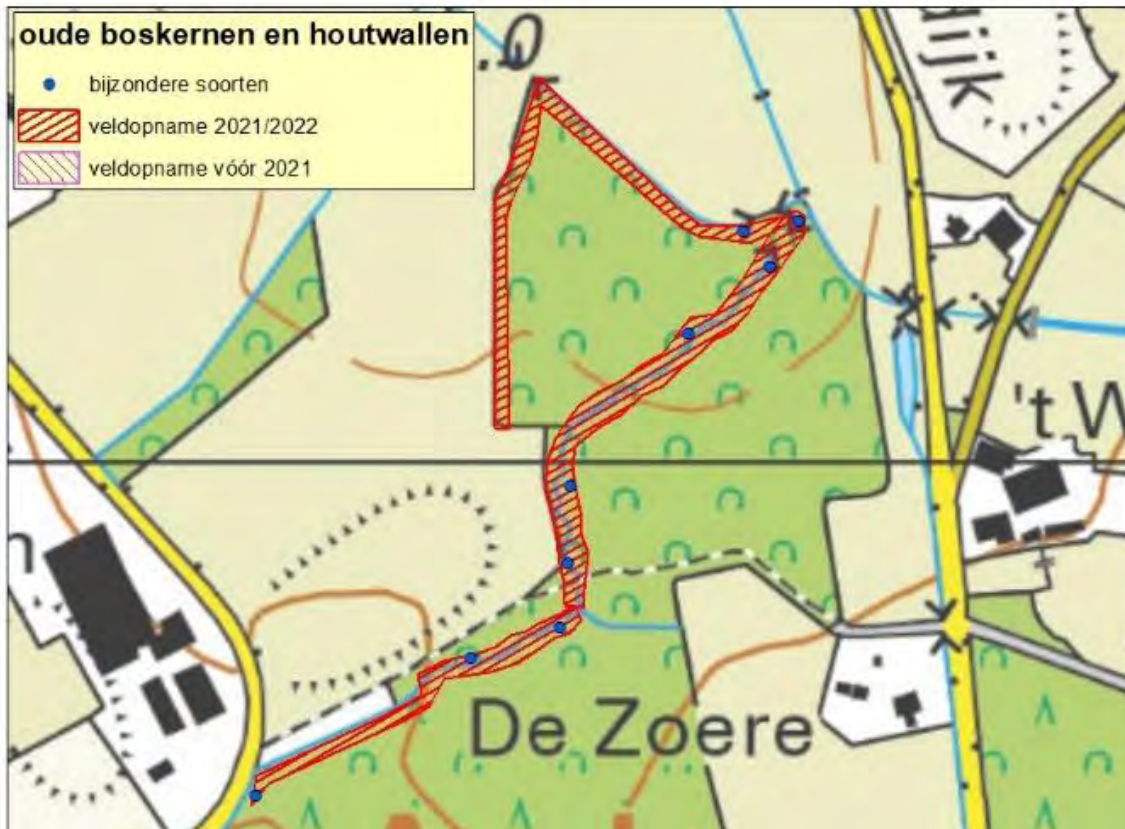 oude boskernen en houtwallen
bijzondere soorten
veldopname 2021/2022
veldopname vóór 2021
dijk
't W
De Zoere